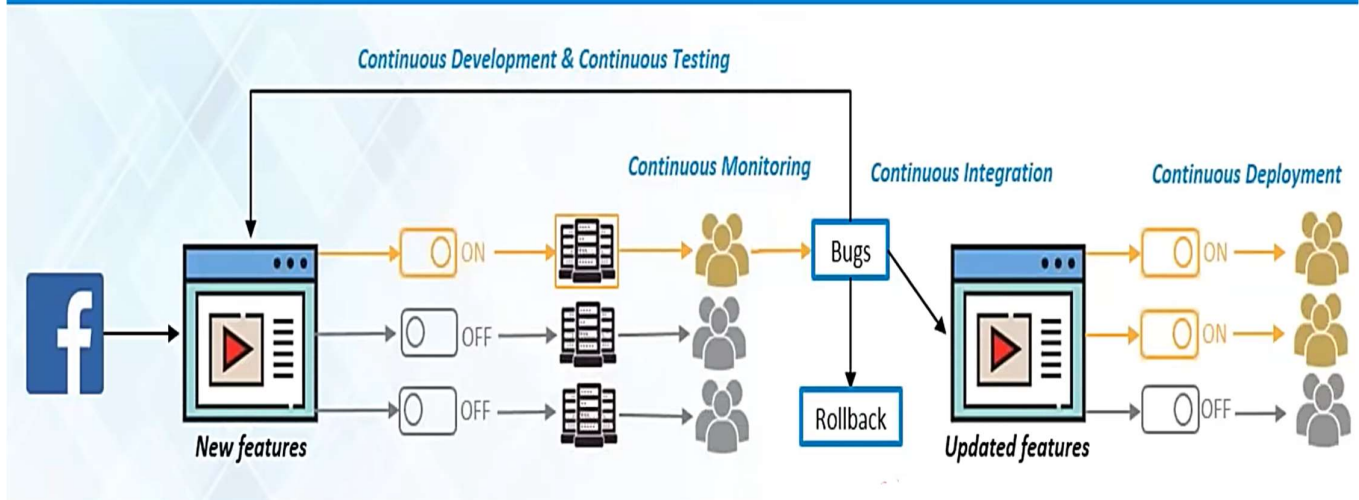 Continuous Development & Continuous Testing
Continuous Monitoring
Continuous Integration
Continuous Deployment
ON
Bugs
ON
f
OFF
ON
OFF
Rollback
OFF
New features
Updated features